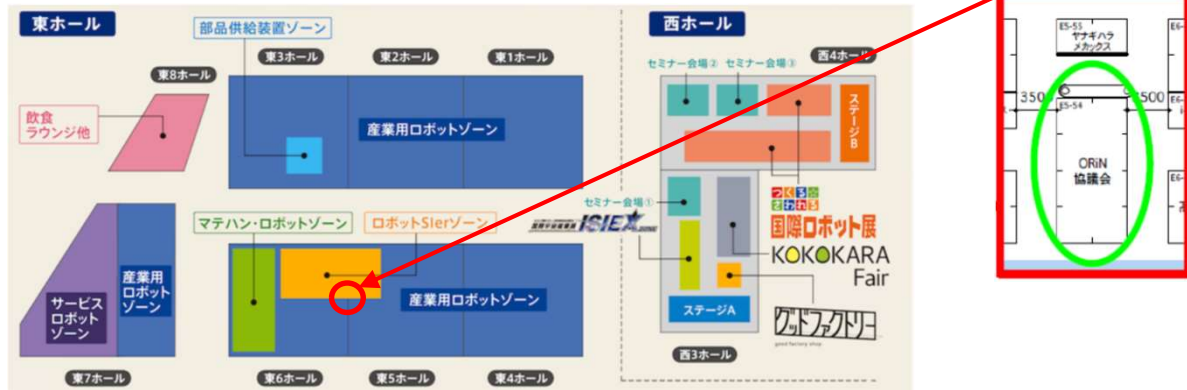 東ホール
部品供給装置ゾーン
東3ホール
東2ホール
東1ホール
東8ホール
飲食
ラウンジ他
産業用ロボットゾーン
マテハン・ロボットゾーン
ロボットSIerゾーン
産業用
ロボット
ゾーン
サービス
ロボット
ゾーン
産業用ロボットゾーン
東7ホール
東6ホール
東5ホール
東4ホール
西ホール
西4ホール
セミナー会場②
セミナー会場③
ステージB
セミナー会場①
ISIEX
つくる
国際ロボット展
KOKOKARA
Fair
ステージA
グッドファクトリー
good factory shop
西3ホール
E5-55
ヤナギハラ
メカックス
E6-
3500
3500
E5-54
E6-
ORiN
協議会
E6-